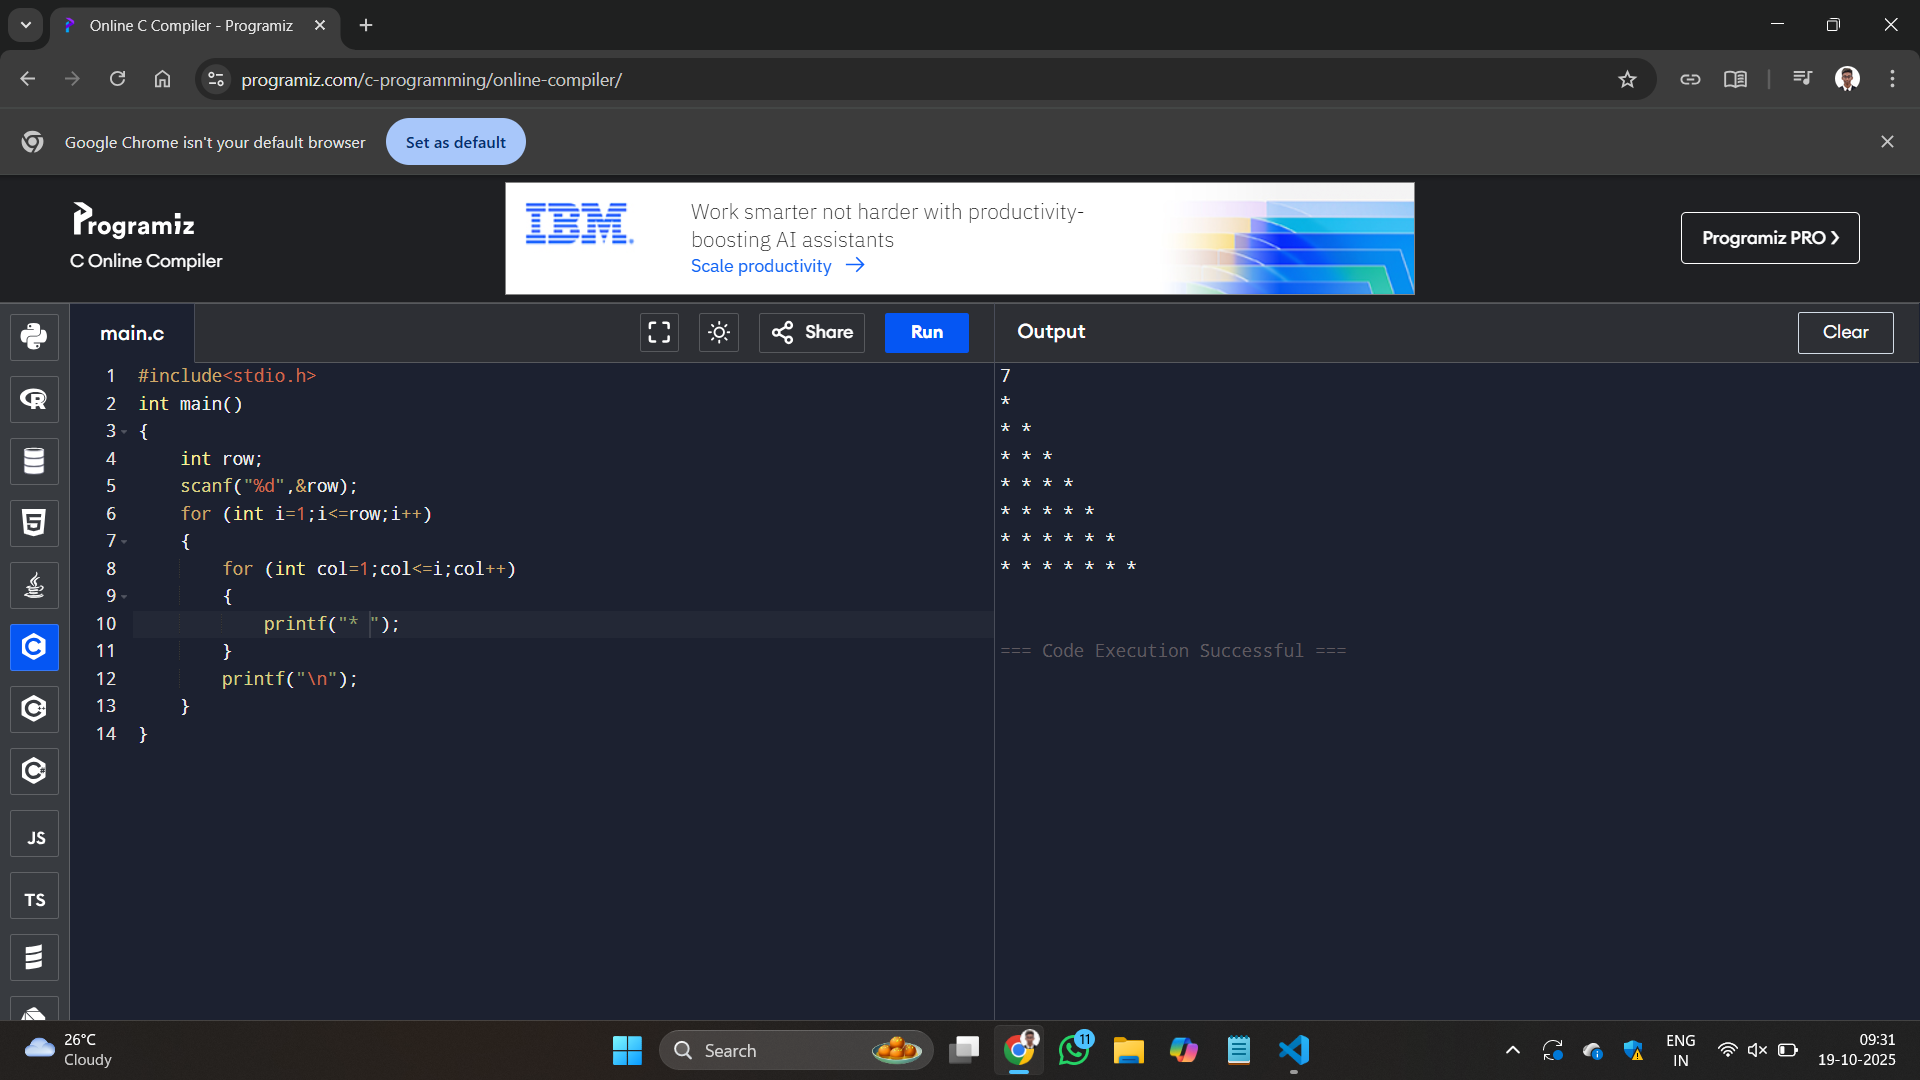 Online C Compiler - Programiz
programiz.com/c-programming/online-compiler/
Google Chrome isn't your default browser
Set as default
Programiz
C Online Compiler
IBM
Work smarter not harder with productivity-
boosting AI assistants
Scale productivity →
Programiz PRO ❯
main.c
Share
Run
Output
Clear
1 #include<stdio.h>
2 int main()
3 {
4     int row;
5     scanf("%d",&row);
6     for (int i=1;i<=row;i++)
7     {
8         for (int col=1;col<=i;col++)
9         {
10             printf("* ");
11         }
12         printf("\n");
13     }
14 }
7
*
* *
* * *
* * * *
* * * * *
* * * * * *
* * * * * * *
=== Code Execution Successful ===
R
5
C
C
C
JS
TS
26°C
Cloudy
Search
11
ENG
IN
09:31
19-10-2025